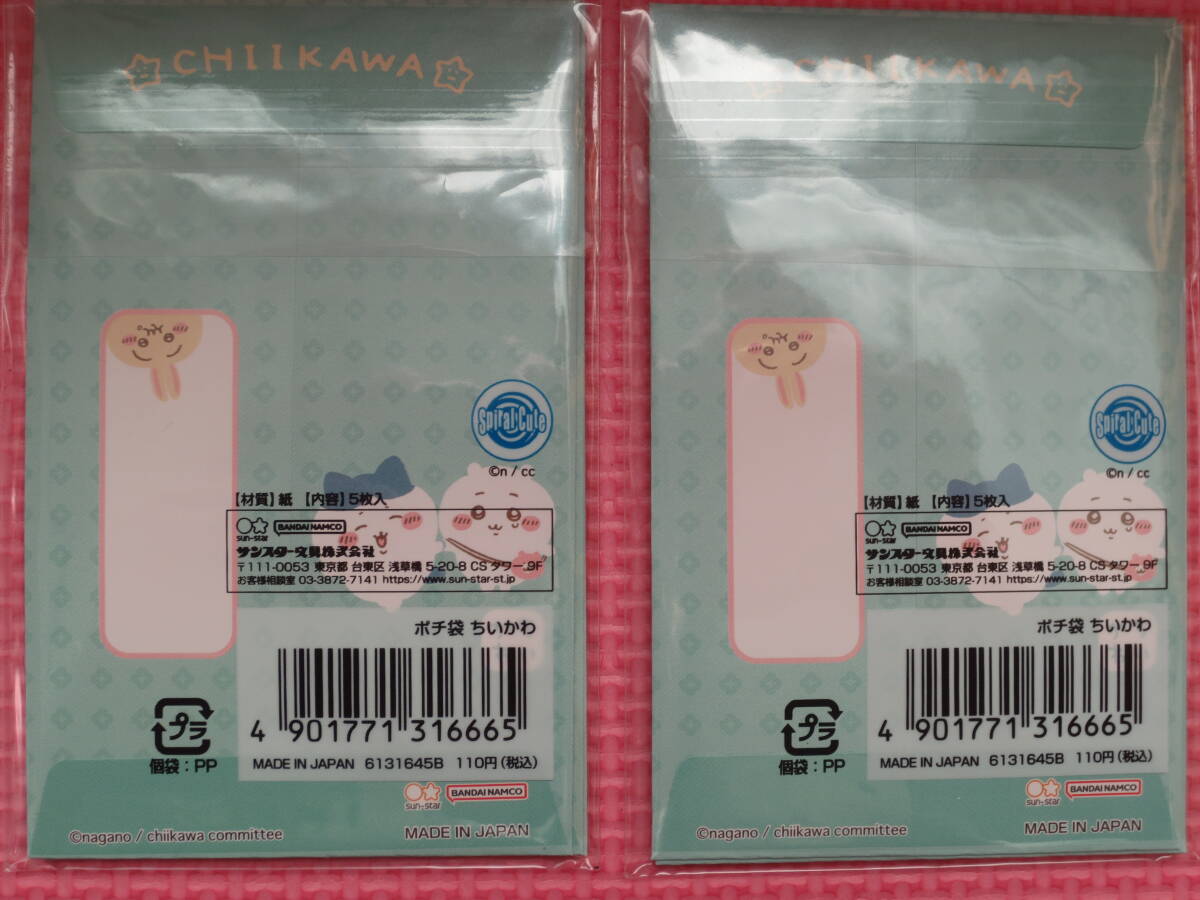 CHIIKAWA
Spiral Cute
©n / cc
【材質】紙 【内容】5枚入
sun-star BANDAI NAMCO
サンスター文具株式会社
〒111-0053 東京都 台東区 浅草橋 5-20-8 CS タワー 9F
お客様相談室 03-3872-7141 https://www.sun-star-st.jp
ポチ袋 ちいかわ
4 901771 316665
MADE IN JAPAN 6131645B 110円(税込)
プラ
個袋：PP
sun-star BANDAI NAMCO
©nagano / chiikawa committee
MADE IN JAPAN
CHIIKAWA
Spiral Cute
©n / cc
【材質】紙 【内容】5枚入
sun-star BANDAI NAMCO
サンスター文具株式会社
〒111-0053 東京都 台東区 浅草橋 5-20-8 CS タワー 9F
お客様相談室 03-3872-7141 https://www.sun-star-st.jp
ポチ袋 ちいかわ
4 901771 316665
MADE IN JAPAN 6131645B 110円(税込)
プラ
個袋：PP
sun-star BANDAI NAMCO
©nagano / chiikawa committee
MADE IN JAPAN